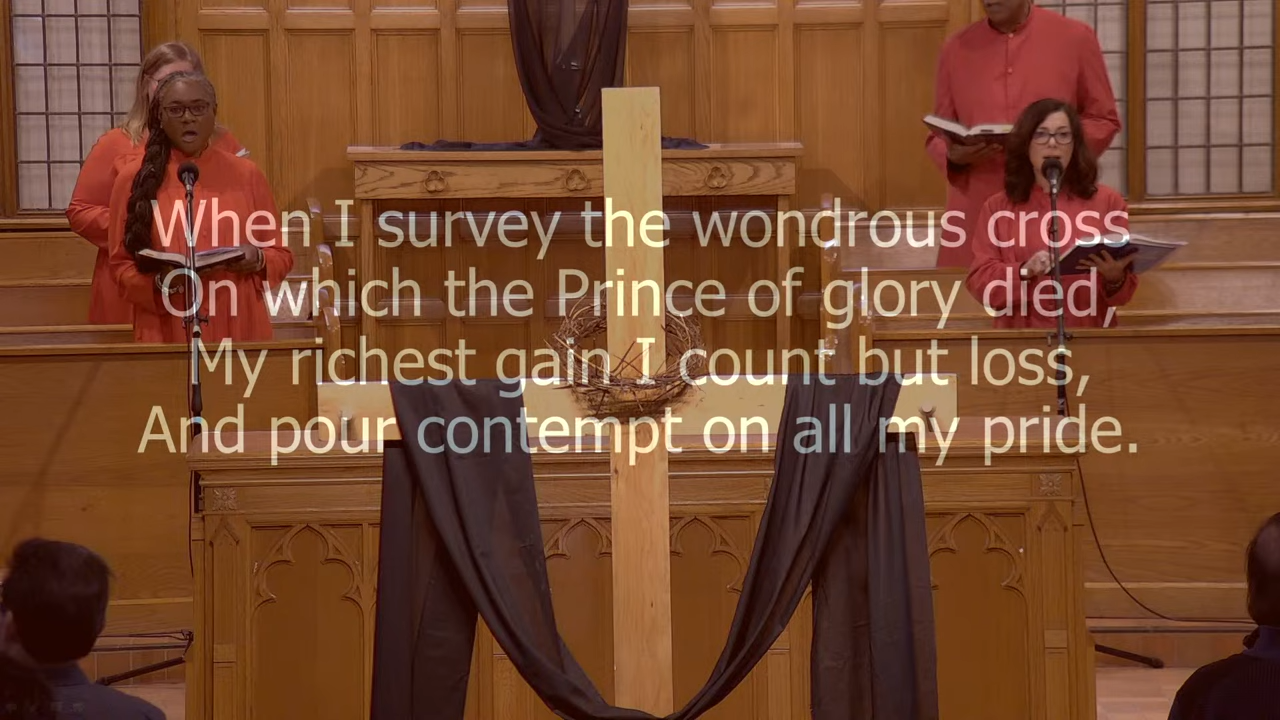 When I survey the wondrous cross
On which the Prince of glory died,
My richest gain I count but loss,
And pour contempt on all my pride.